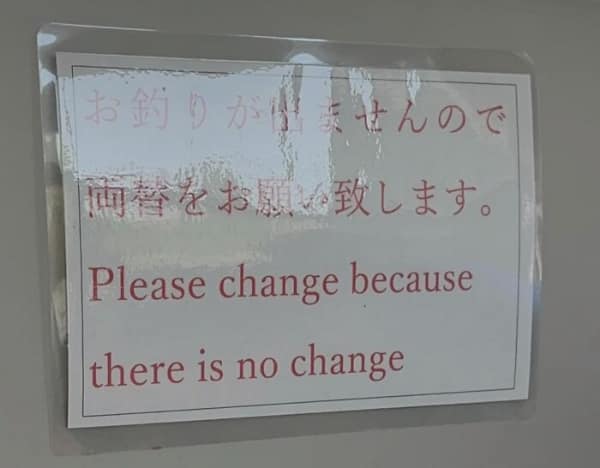 お釣りが出ませんので
両替をお願い致します。
Please change because
there is no change